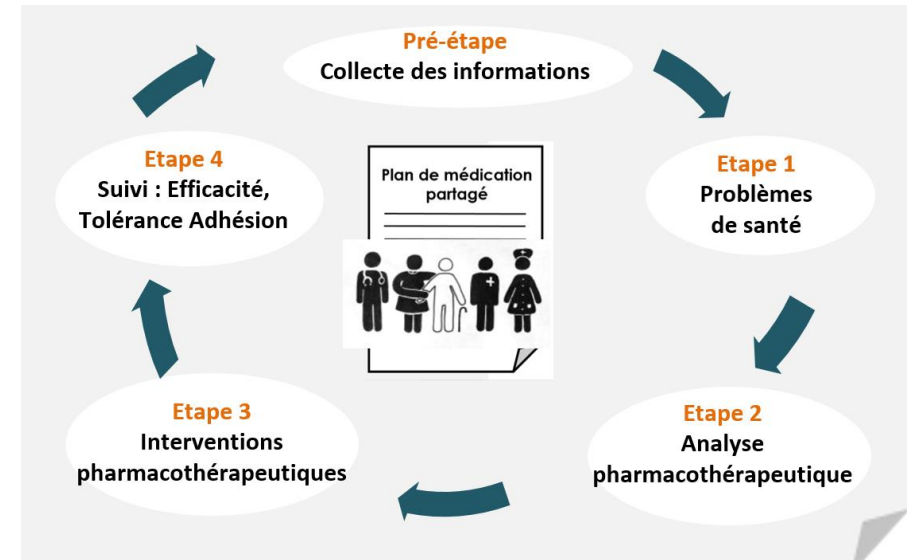 Pré-étape
Collecte des informations
Etape 1
Problèmes
de santé
Etape 2
Analyse
pharmacothérapeutique
Etape 3
Interventions
pharmacothérapeutiques
Etape 4
Suivi : Efficacité,
Tolérance Adhésion
Plan de médication
partagé